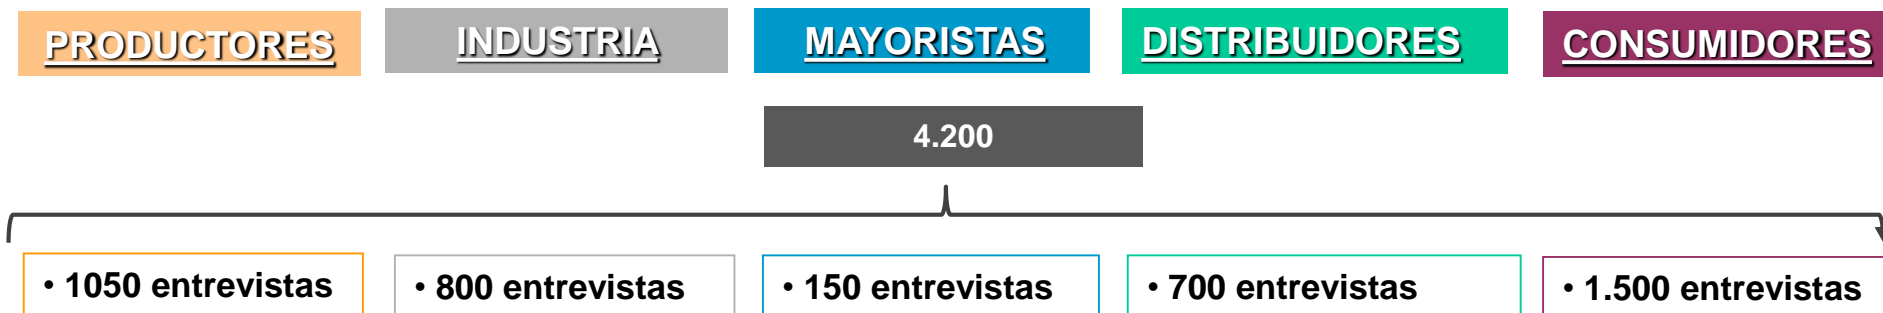 PRODUCTORES
INDUSTRIA
MAYORISTAS
DISTRIBUIDORES
CONSUMIDORES
4.200
• 1050 entrevistas
• 800 entrevistas
• 150 entrevistas
• 700 entrevistas
• 1.500 entrevistas